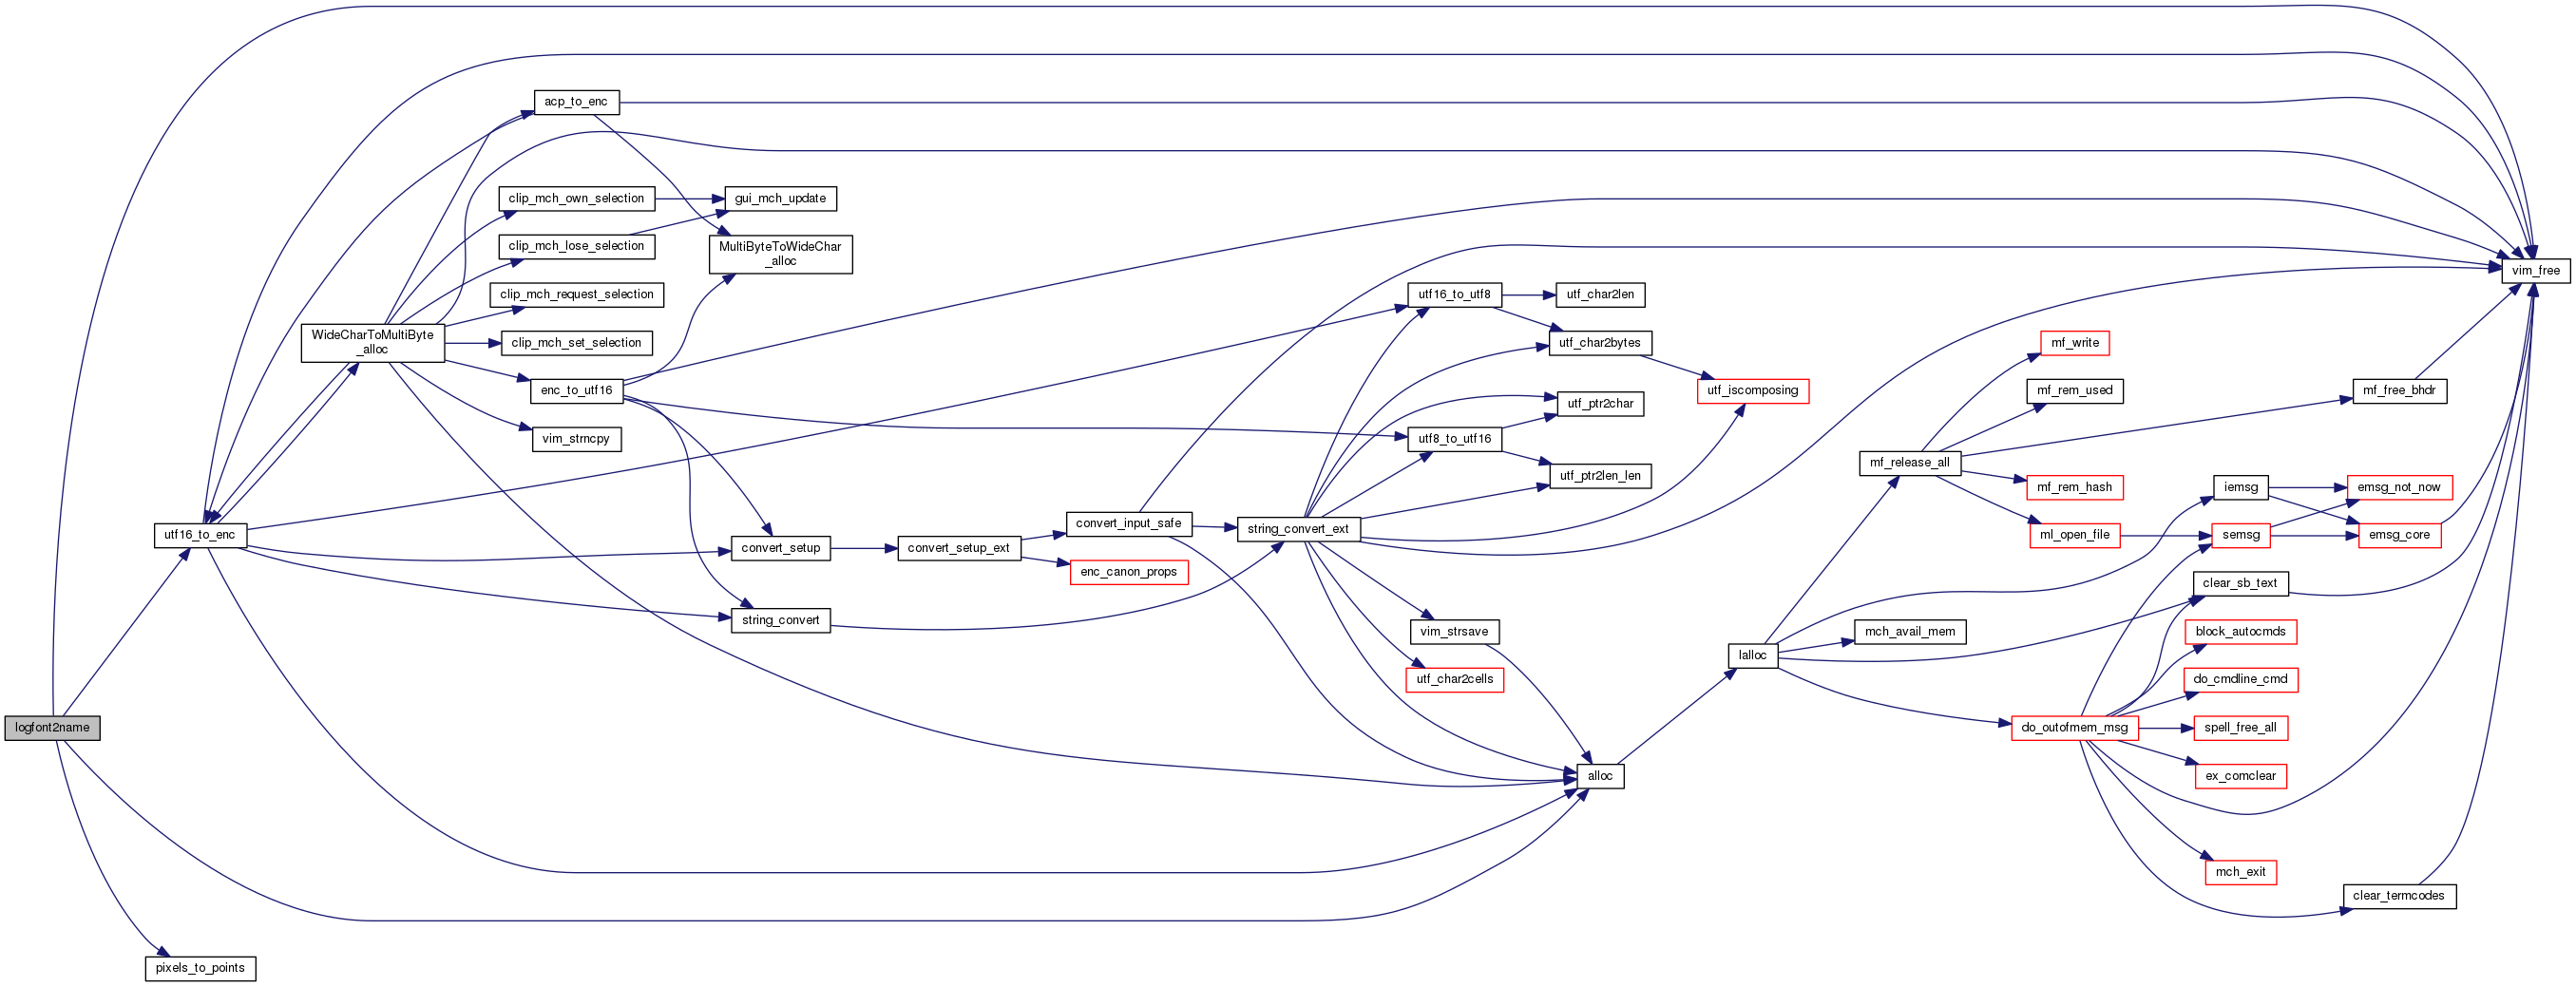 logfont2name
utf16_to_enc
pixels_to_points
WideCharToMultiByte
_alloc
acp_to_enc
clip_mch_own_selection
clip_mch_lose_selection
clip_mch_request_selection
clip_mch_set_selection
enc_to_utf16
vim_strncpy
gui_mch_update
MultiByteToWideChar
_alloc
convert_setup
string_convert
convert_setup_ext
convert_input_safe
enc_canon_props
string_convert_ext
utf16_to_utf8
utf8_to_utf16
vim_strsave
utf_char2cells
utf_char2len
utf_char2bytes
utf_ptr2char
utf_ptr2len_len
alloc
utf_iscomposing
lalloc
mf_release_all
mch_avail_mem
mf_write
mf_rem_used
mf_rem_hash
ml_open_file
do_outofmem_msg
iemsg
semsg
clear_sb_text
block_autocmds
do_cmdline_cmd
spell_free_all
ex_comclear
mch_exit
mf_free_bhdr
emsg_not_now
emsg_core
clear_termcodes
vim_free